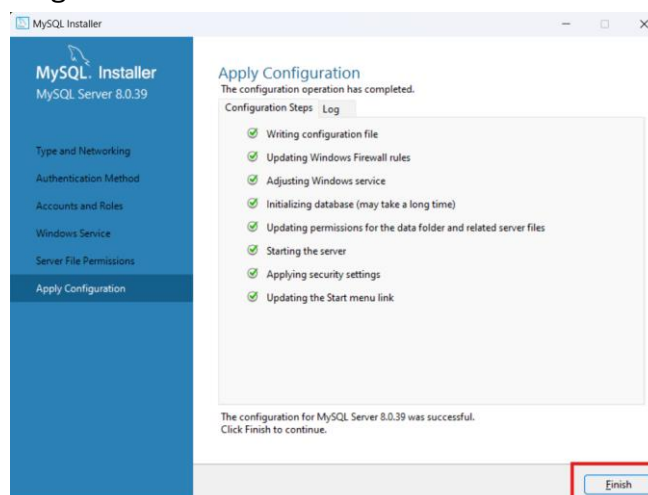 MySQL Installer
MySQL. Installer
MySQL Server 8.0.39
Type and Networking
Authentication Method
Accounts and Roles
Windows Service
Server File Permissions
Apply Configuration
Apply Configuration
The configuration operation has completed.
Configuration Steps Log
Writing configuration file
Updating Windows Firewall rules
Adjusting Windows service
Initializing database (may take a long time)
Updating permissions for the data folder and related server files
Starting the server
Applying security settings
Updating the Start menu link
The configuration for MySQL Server 8.0.39 was successful.
Click Finish to continue.
Finish